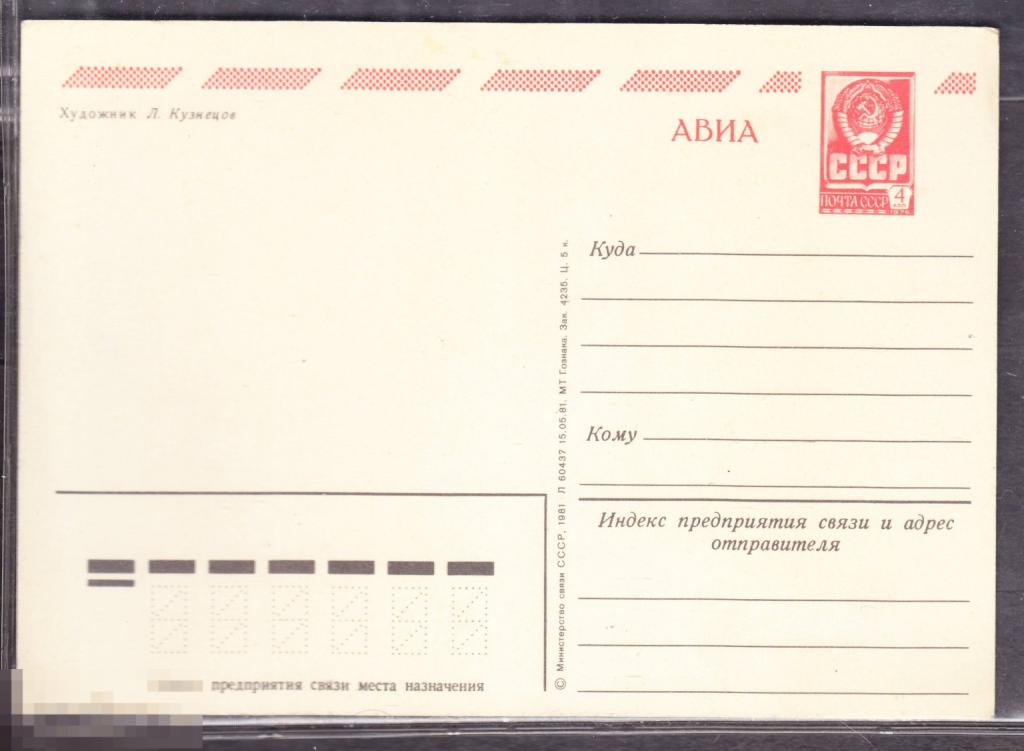 Художник Л. Кузнецов
АВИА
СССР
ПОЧТА СССР
4
КОП
1976
Куда
Кому
Индекс предприятия связи и адрес
отправителя
© Министерство связи СССР, 1981 Л 60437 15.05.81. МТ Гознака. Зак. 4235. Ц. 5 к.
предприятия связи места назначения